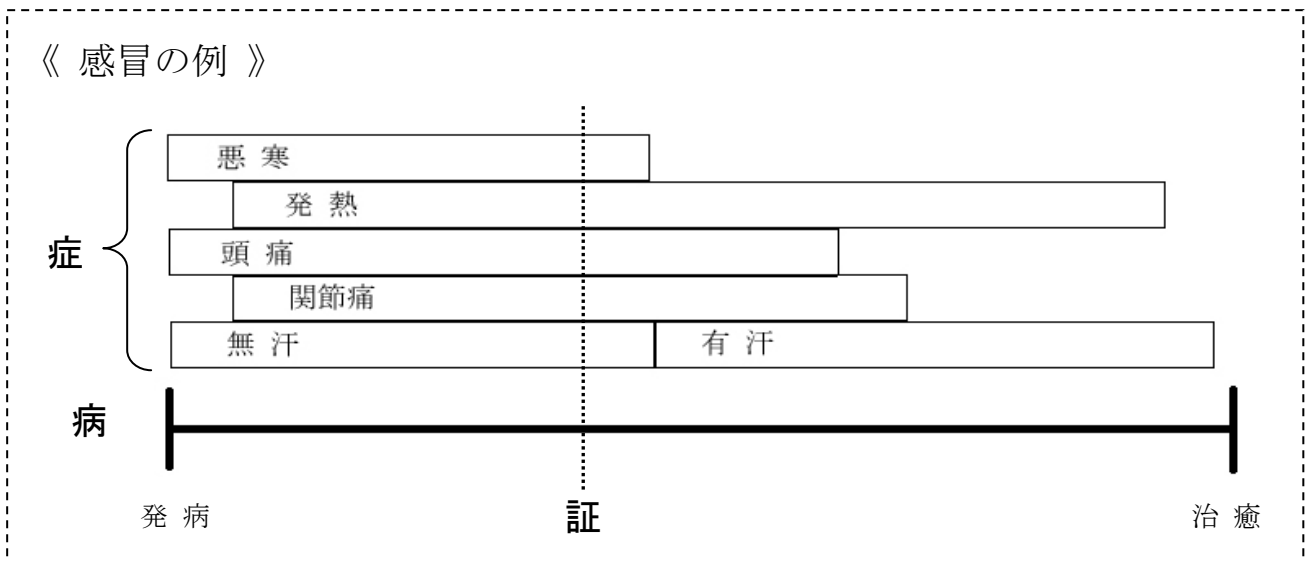 《 感冒の例 》
悪 寒
発 熱
症
頭 痛
関節痛
無 汗 有 汗
病
発 病 証 治 癒